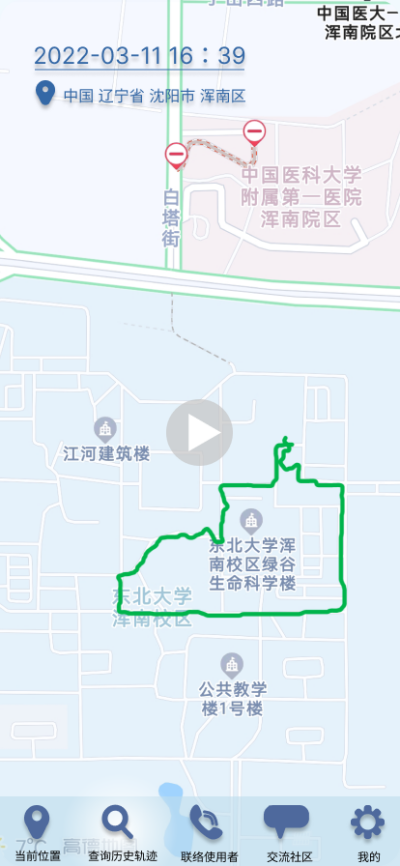 中国医大一
浑南院区
2022-03-11 16：39
中国 辽宁省 沈阳市 浑南区
中国医科大学
附属第一医院
浑南院区
白
塔
街
江河建筑楼
东北大学浑
南校区绿谷
生命科学楼
东北大学
浑南校区
公共教学
楼1号楼
7°C
高德地图
当前位置
查询历史轨迹
联络使用者
交流社区
我的